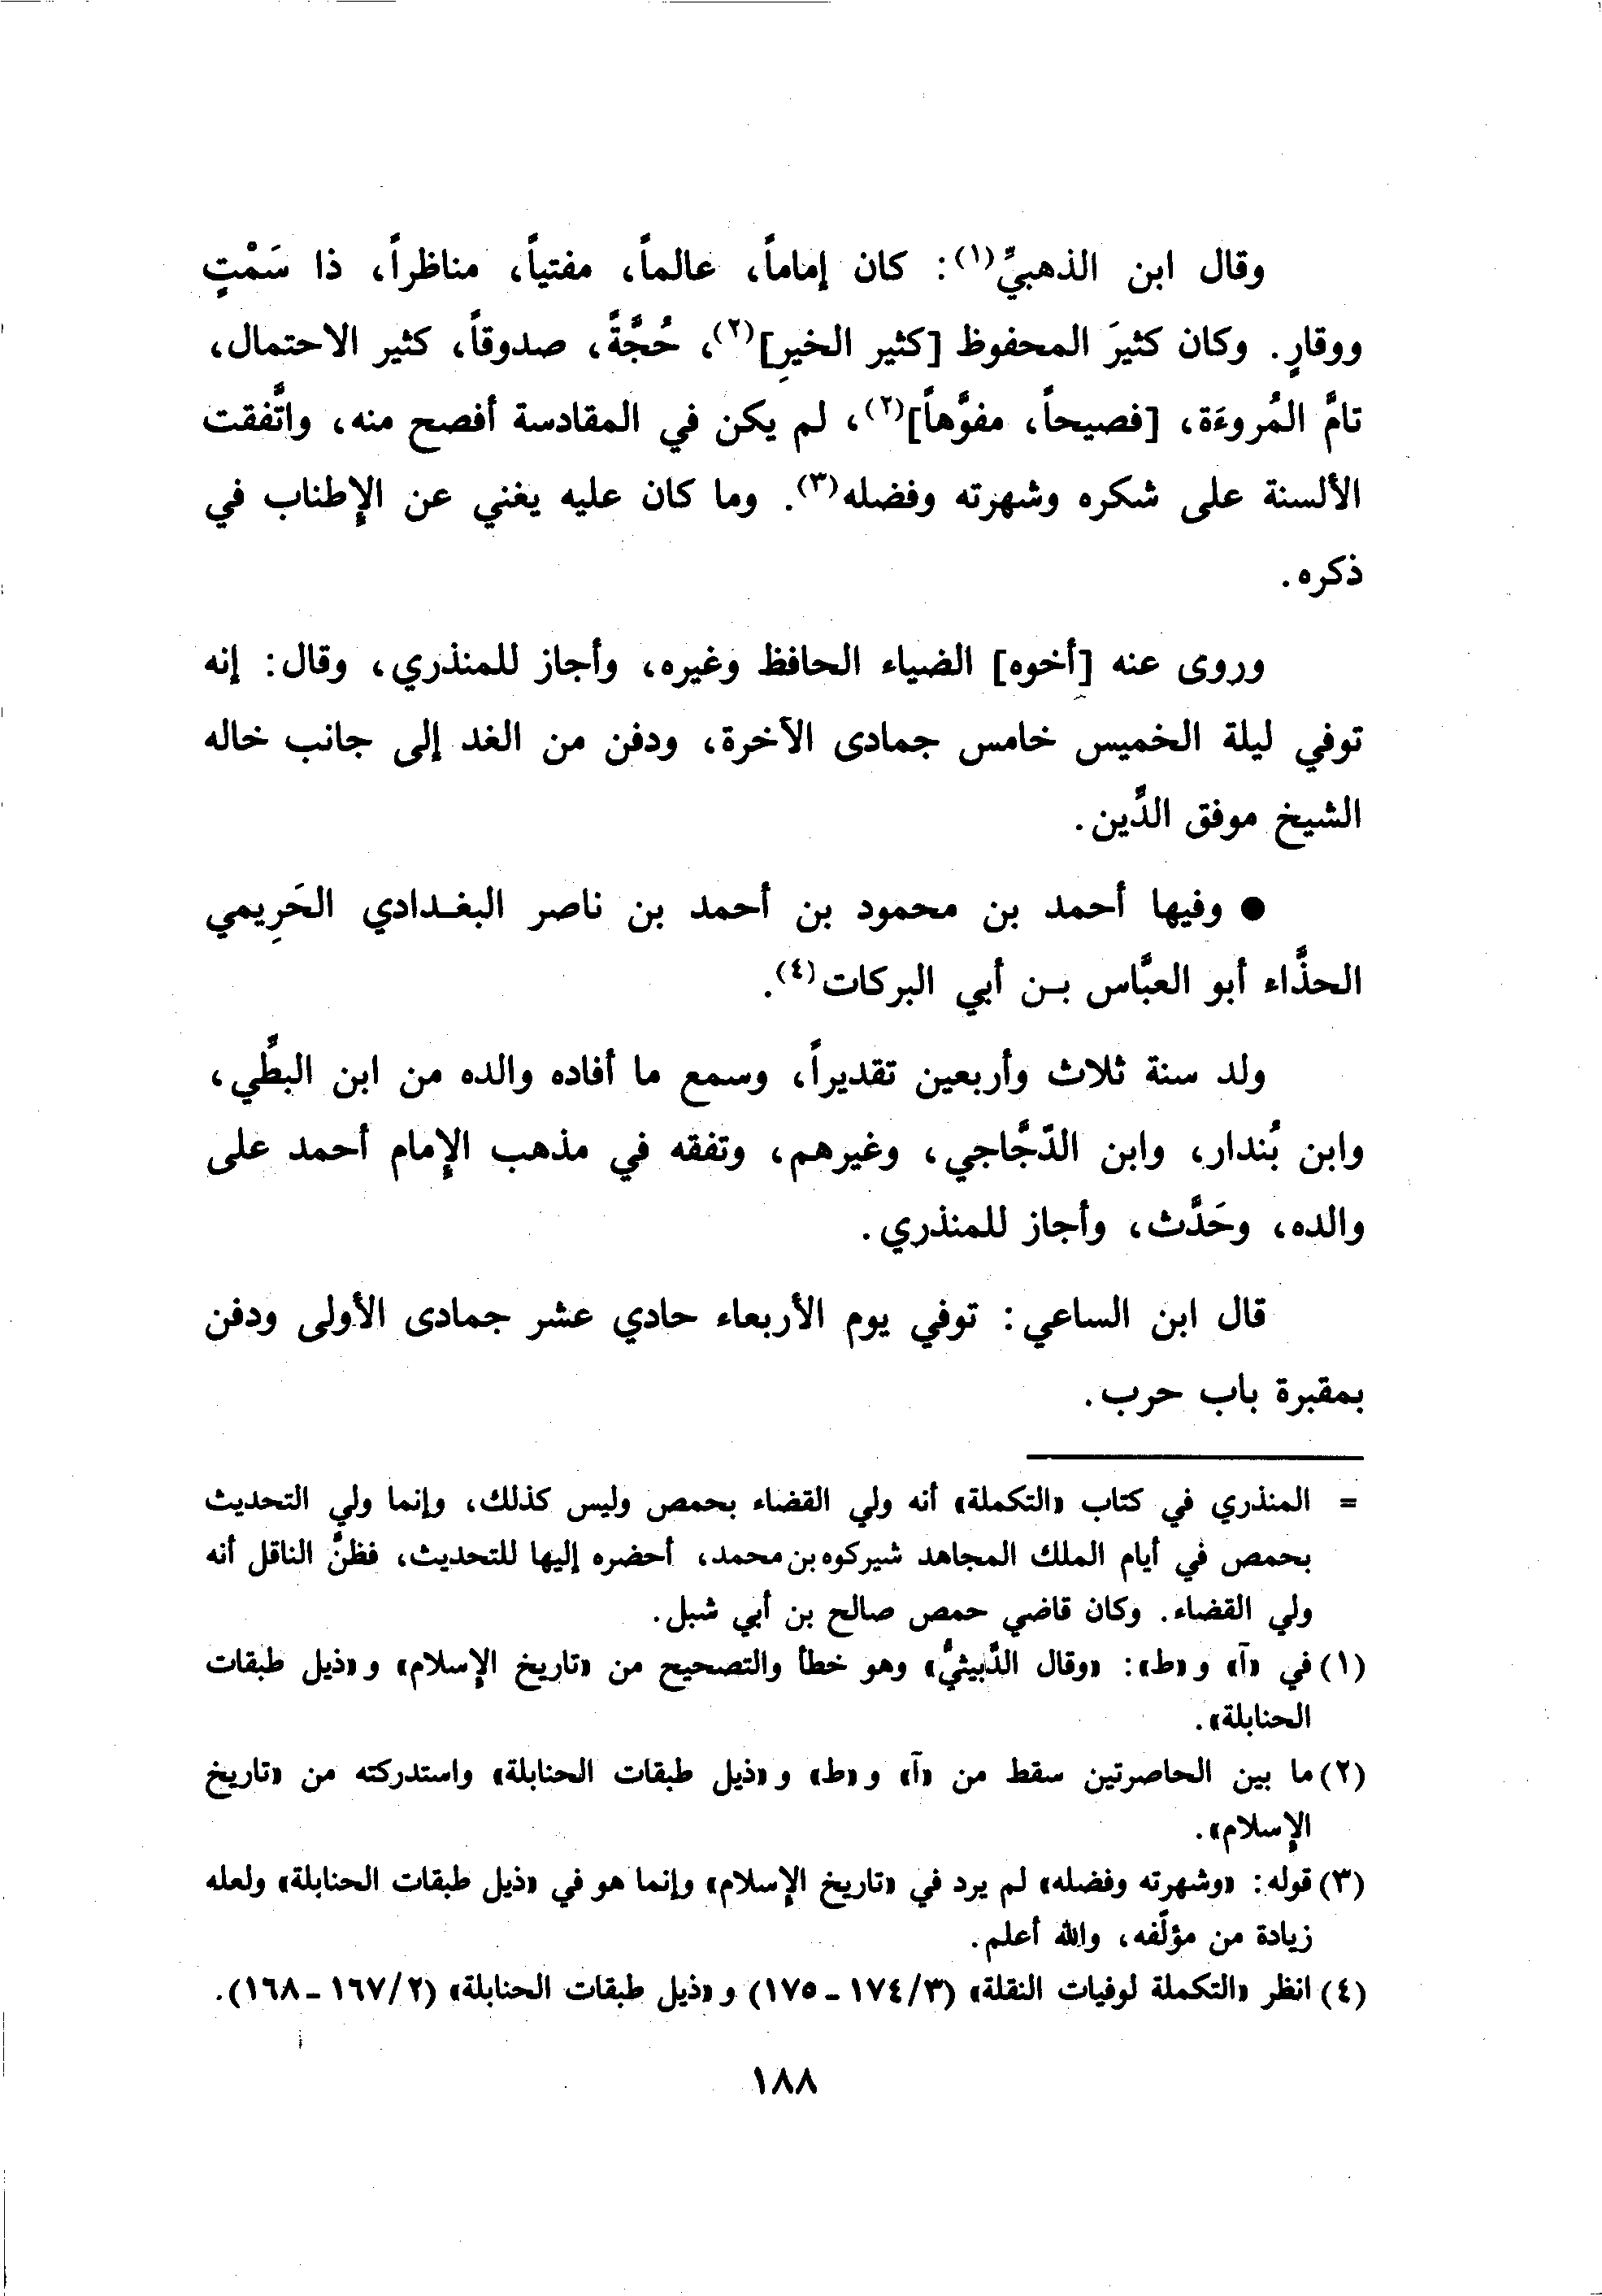 وقال ابن الذهبيِّ(١): كان إماماً، عالماً، مفتياً، مناظراً، ذا سَمْتٍ
ووقارٍ. وكان كثيرَ المحفوظ [كثير الخيرِ](٢)، حُجَّةً، صدوقاً، كثير الاحتمال،
تامَّ المُروءَة، [فصيحاً، مفوَّهاً](٢)، لم يكن في المقادسة أفصح منه، واتَّفقت
الألسنة على شكره وشهرته وفضله(٣). وما كان عليه يغني عن الإطناب في
ذكره.
وروى عنه [أخوه] الضياء الحافظ وغيره، وأجاز للمنذري، وقال: إنه
توفي ليلة الخميس خامس جمادى الآخرة، ودفن من الغد إلى جانب خاله
الشيخ موفق الدِّين.
● وفيها أحمد بن محمود بن أحمد بن ناصر البغـدادي الحَرِيمي
الحذَّاء أبو العبَّاس بـن أبي البركات(٤).
ولد سنة ثلاث وأربعين تقديراً، وسمع ما أفاده والده من ابن البطِّي،
وابن بُندار، وابن الدّجَّاجي، وغيرهم، وتفقه في مذهب الإمام أحمد على
والده، وحَدَّث، وأجاز للمنذري.
قال ابن الساعي: توفي يوم الأربعاء حادي عشر جمادى الأولى ودفن
بمقبرة باب حرب.
= المنذري في كتاب «التكملة» أنه ولي القضاء بحمص وليس كذلك، وإنما ولي التحديث
بحمص في أيام الملك المجاهد شيركوه بن محمد، أحضره إليها للتحديث، فظنَّ الناقل أنه
ولي القضاء. وكان قاضي حمص صالح بن أبي شبل.
(١) في «آ» و «ط»: «وقال الدَّبيثيُّ» وهو خطأ والتصحيح من «تاريخ الإسلام» و «ذيل طبقات
الحنابلة».
(٢) ما بين الحاصرتين سقط من «آ» و «ط» و «ذيل طبقات الحنابلة» واستدركته من «تاريخ
الإسلام».
(٣) قوله: «وشهرته وفضله» لم يرد في «تاريخ الإسلام» وإنما هو في «ذيل طبقات الحنابلة» ولعله
زيادة من مؤلّفه، والله أعلم.
(٤) انظر «التكملة لوفيات النقلة» (٣/ ١٧٤ - ١٧٥) و «ذيل طبقات الحنابلة» (٢/ ١٦٧ - ١٦٨).
١٨٨